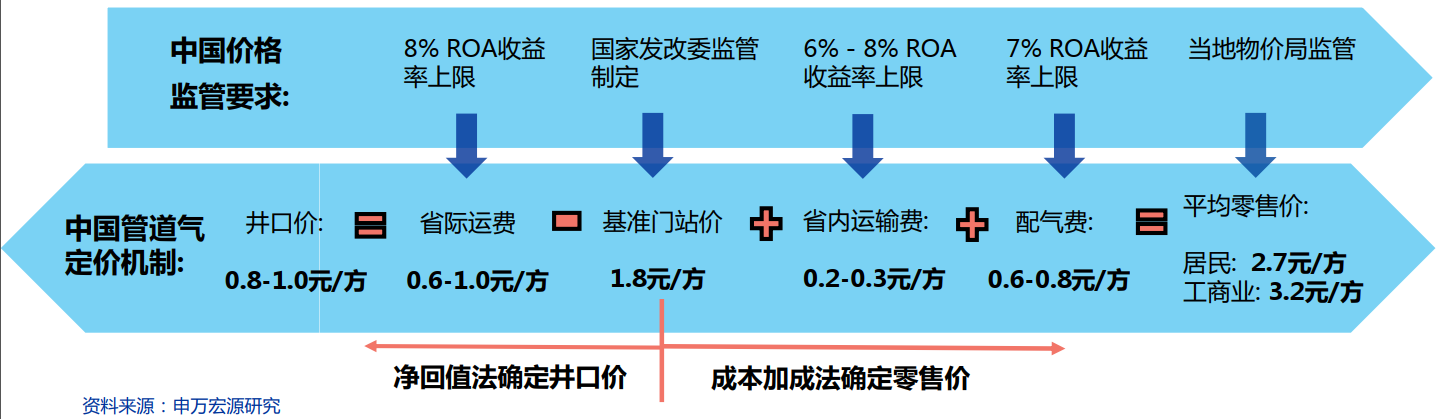 中国价格
监管要求:
8% ROA收益
率上限
国家发改委监管
制定
6% - 8% ROA
收益率上限
7% ROA收益
率上限
当地物价局监管
中国管道气
定价机制:
井口价:
0.8-1.0元/方
省际运费
0.6-1.0元/方
基准门站价
1.8元/方
省内运输费:
0.2-0.3元/方
配气费:
0.6-0.8元/方
平均零售价:
居民: 2.7元/方
工商业: 3.2元/方
净回值法确定井口价
成本加成法确定零售价
资料来源：申万宏源研究